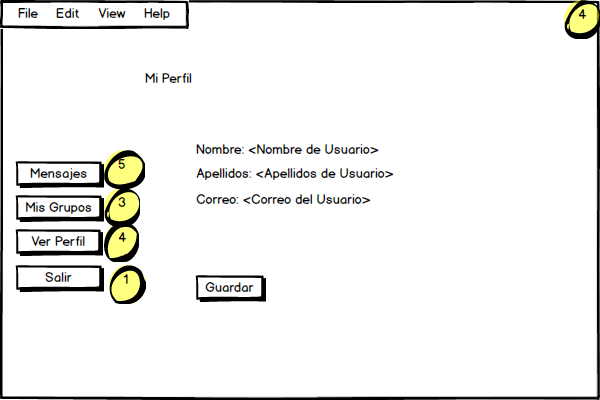 File Edit View Help
4
Mi Perfil
Nombre: <Nombre de Usuario>
Apellidos: <Apellidos de Usuario>
Correo: <Correo del Usuario>
Mensajes 5
Mis Grupos 3
Ver Perfil 4
Salir 1
Guardar